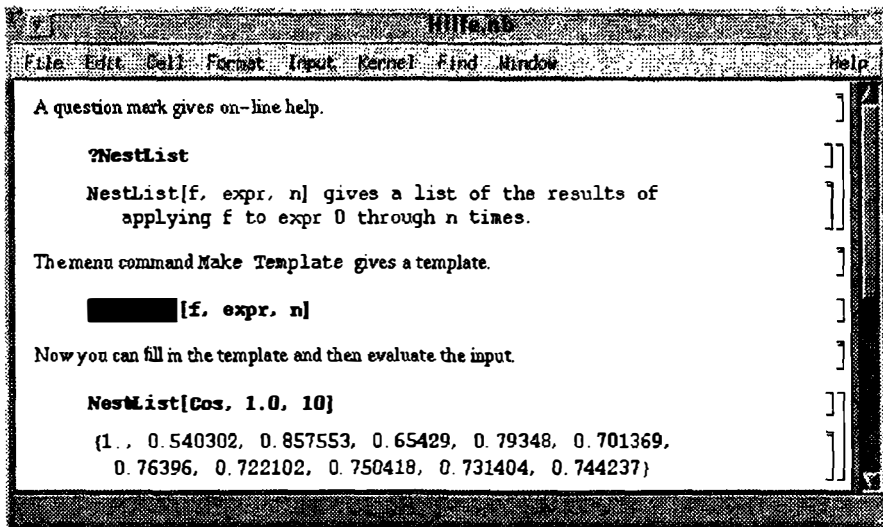 Hilfe.nb
File Edit Cell Format Input Kernel Find Window Help
A question mark gives on-line help.
?NestList
NestList[f, expr, n] gives a list of the results of
applying f to expr 0 through n times.
The menu command Make Template gives a template.
[f, expr, n]
Now you can fill in the template and then evaluate the input.
NestList[Cos, 1.0, 10]
{1., 0.540302, 0.857553, 0.65429, 0.79348, 0.701369,
0.76396, 0.722102, 0.750418, 0.731404, 0.744237}